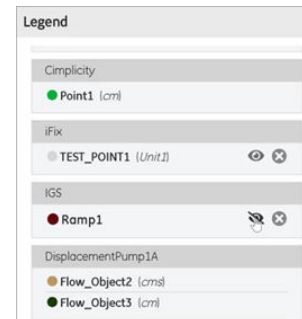 Legend
Cimplicity
Point1 (cm)
iFix
TEST_POINT1 (Unit1)
IGS
Ramp1
DisplacementPump1A
Flow_Object2 (cms)
Flow_Object3 (cm)